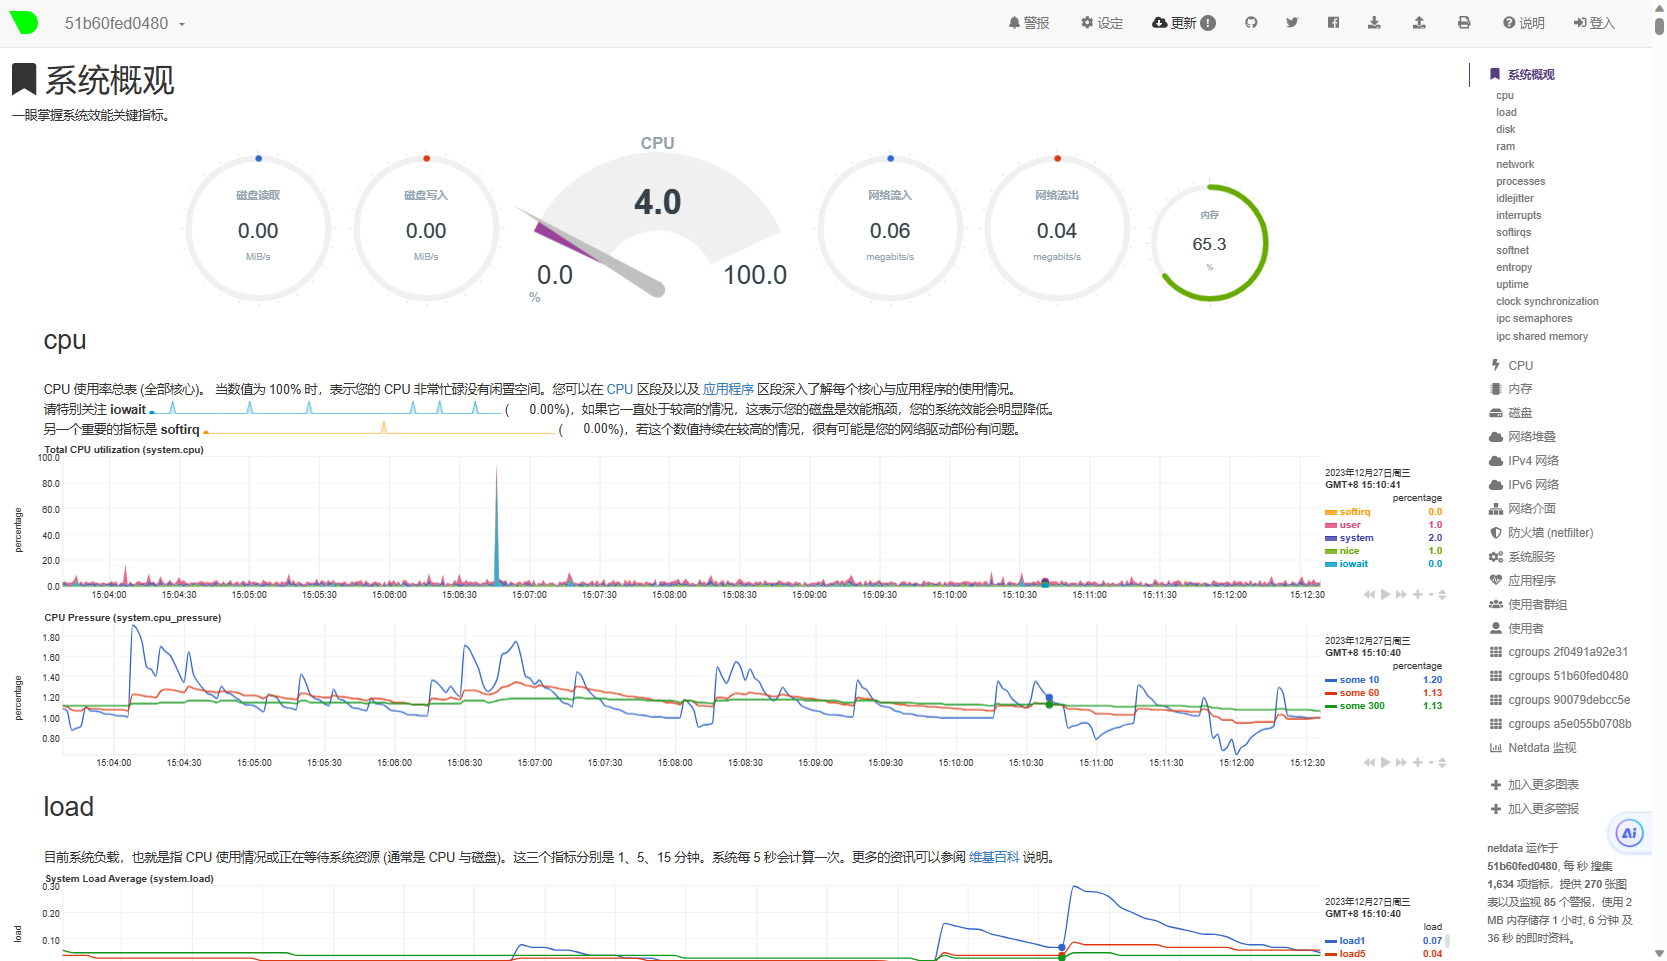 51b60fed0480
警报
设定
更新
说明
登入
系统概观
一眼掌握系统效能关键指标。
磁盘读取
0.00
MiB/s
磁盘写入
0.00
MiB/s
CPU
4.0
0.0
100.0
%
网络流入
0.06
megabits/s
网络流出
0.04
megabits/s
内存
65.3
%
cpu
CPU 使用率总表 (全部核心)。 当数值为 100% 时，表示您的 CPU 非常忙碌没有闲置空间。您可以在 CPU 区段及以及 应用程序 区段深入了解每个核心与应用程序的使用情况。
请特别关注 iowait ( 0.00%)，如果它一直处于较高的情况，这表示您的磁盘是效能瓶颈，您的系统效能会明显降低。
另一个重要的指标是 softirq ( 0.00%)，若这个数值持续在较高的情况，很有可能是您的网络驱动部份有问题。
Total CPU utilization (system.cpu)
percentage
100.0
80.0
60.0
40.0
20.0
0.0
15:04:00 15:04:30 15:05:00 15:05:30 15:06:00 15:06:30 15:07:00 15:07:30 15:08:00 15:08:30 15:09:00 15:09:30 15:10:00 15:10:30 15:11:00 15:11:30 15:12:00 15:12:30
2023年12月27日周三
GMT+8 15:10:41
percentage
softirq 0.0
user 1.0
system 2.0
nice 1.0
iowait 0.0
CPU Pressure (system.cpu_pressure)
percentage
1.80
1.60
1.40
1.20
1.00
0.80
15:04:00 15:04:30 15:05:00 15:05:30 15:06:00 15:06:30 15:07:00 15:07:30 15:08:00 15:08:30 15:09:00 15:09:30 15:10:00 15:10:30 15:11:00 15:11:30 15:12:00 15:12:30
2023年12月27日周三
GMT+8 15:10:40
percentage
some 10 1.20
some 60 1.13
some 300 1.13
load
目前系统负载，也就是指 CPU 使用情况或正在等待系统资源 (通常是 CPU 与磁盘)。这三个指标分别是 1、5、15 分钟。系统每 5 秒会计算一次。更多的资讯可以参阅 维基百科 说明。
System Load Average (system.load)
load
0.30
0.20
0.10
2023年12月27日周三
GMT+8 15:10:40
load
load1 0.07
load5 0.04
系统概观
cpu
load
disk
ram
network
processes
idlejitter
interrupts
softirqs
softnet
entropy
uptime
clock synchronization
ipc semaphores
ipc shared memory
CPU
内存
磁盘
网络堆叠
IPv4 网络
IPv6 网络
网络介面
防火墙 (netfilter)
系统服务
应用程序
使用者群组
使用者
cgroups 2f0491a92e31
cgroups 51b60fed0480
cgroups 90079debcc5e
cgroups a5e055b0708b
Netdata 监视
加入更多图表
加入更多警报
Ai
netdata 运作于
51b60fed0480, 每 秒 搜集
1,634 项指标，提供 270 张图
表以及监视 85 个警报，使用 2
MB 内存储存 1 小时, 6 分钟 及
36 秒 的即时资料。